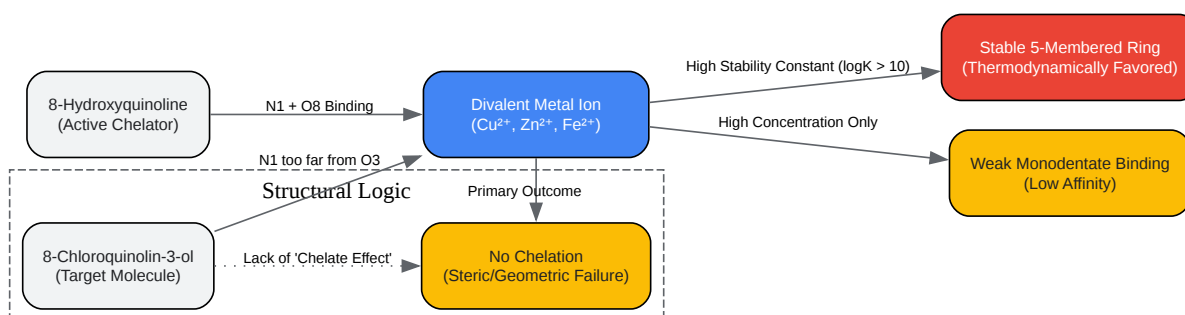 Stable 5-Membered Ring
(Thermodynamically Favored)
High Stability Constant (logK > 10)
8-Hydroxyquinoline
(Active Chelator)
N1 + O8 Binding
Divalent Metal Ion
(Cu²⁺, Zn²⁺, Fe²⁺)
High Concentration Only
Weak Monodentate Binding
(Low Affinity)
N1 too far from O3
Structural Logic
Primary Outcome
8-Chloroquinolin-3-ol
(Target Molecule)
Lack of 'Chelate Effect'
No Chelation
(Steric/Geometric Failure)